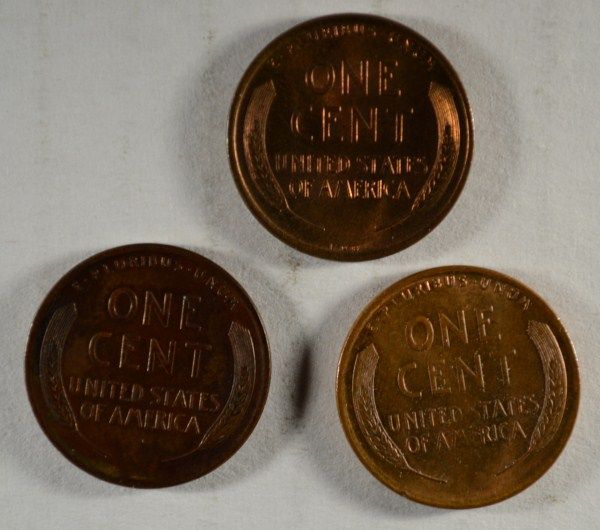 E·PLURIBUS·UNUM
ONE
CENT
UNITED STATES
OF AMERICA
E·PLURIBUS·UNUM
ONE
CENT
UNITED STATES
OF AMERICA
E·PLURIBUS·UNUM
ONE
CENT
UNITED STATES
OF AMERICA